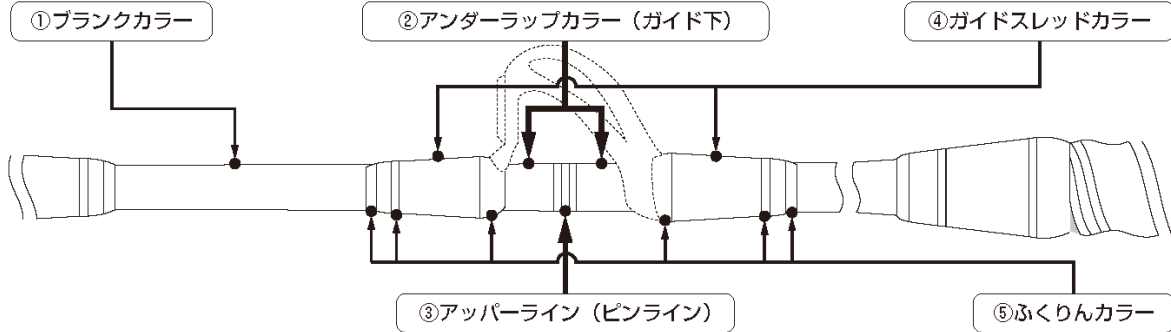 ①ブランクカラー
②アンダーラップカラー（ガイド下）
④ガイドスレッドカラー
③アッパーライン（ピンライン）
⑤ふくりんカラー